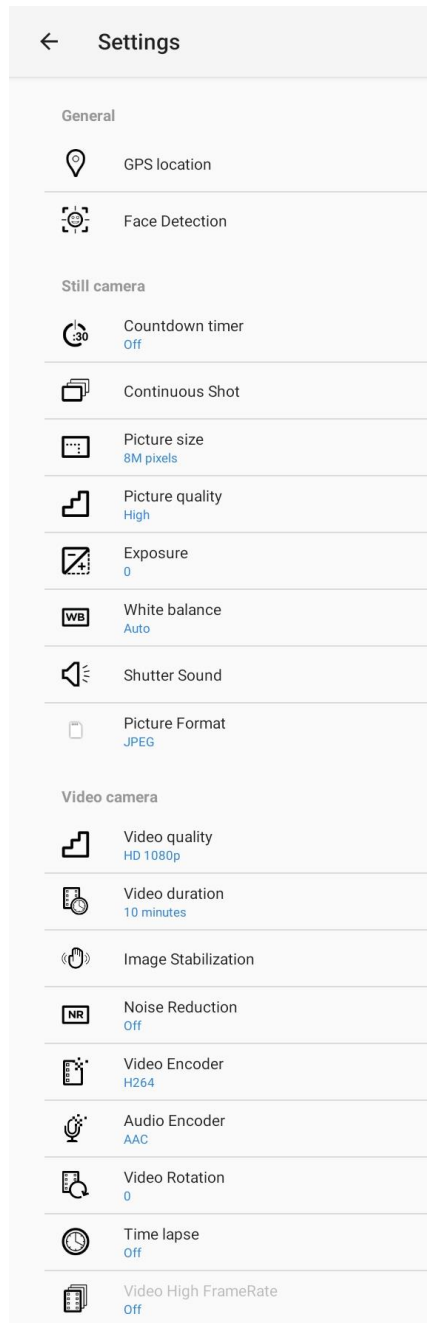 Settings
General
GPS location
Face Detection
Still camera
:30
Countdown timer
Off
Continuous Shot
Picture size
8M pixels
Picture quality
High
Exposure
0
WB
White balance
Auto
Shutter Sound
Picture Format
JPEG
Video camera
Video quality
HD 1080p
Video duration
10 minutes
Image Stabilization
NR
Noise Reduction
Off
Video Encoder
H264
Audio Encoder
AAC
Video Rotation
0
Time lapse
Off
Video High FrameRate
Off